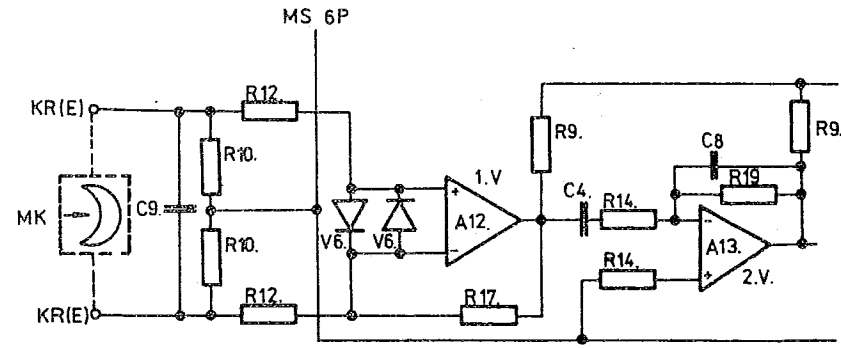 MS 6P
KR(E)
R12.
R10.
R9.
R9.
C8
MK
C9.
1.V
C4.
R14.
R19
V6.
V6.
+
-
A12.
-
+
A13.
R10.
R14.
2.V.
KR(E)
R12.
R17.